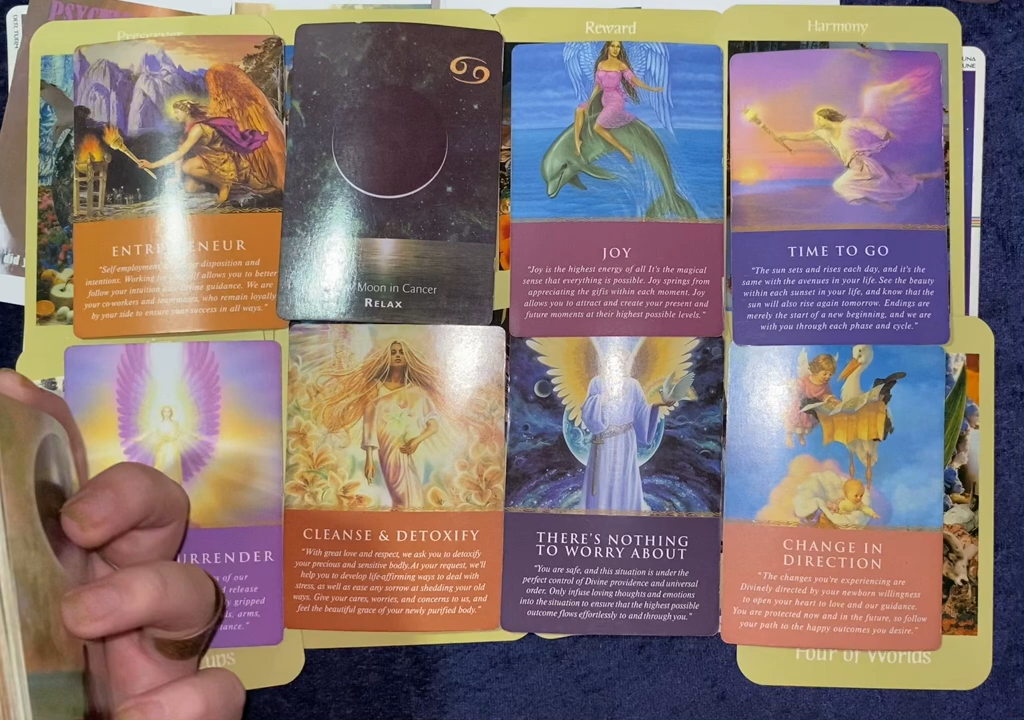 Reward
Harmony
ENTREPRENEUR
"Self-employment disposition and
intentions. Working allows you to better
follow your intuition divine guidance. We are
your co-workers and teammates, who remain loyally
by your side to ensure your success in all ways."
Moon in Cancer
RELAX
JOY
"Joy is the highest energy of all It's the magical
sense that everything is possible. Joy springs from
appreciating the gifts within each moment. Joy
allows you to attract and create your present and
future moments at their highest possible levels."
TIME TO GO
"The sun sets and rises each day, and it's the
same with the avenues in your life. See the beauty
within each sunset in your life, and know that the
sun will also rise again tomorrow. Endings are
merely the start of a new beginning, and we are
with you through each phase and cycle."
URRENDER
of our
release
gripped
arms,
CLEANSE & DETOXIFY
"With great love and respect, we ask you to detoxify
your precious and sensitive body. At your request, we'll
help you to develop life-affirming ways to deal with
stress, as well as ease any sorrow at shedding your old
ways. Give your cares, worries, and concerns to us, and
feel the beautiful grace of your newly purified body."
THERE'S NOTHING
TO WORRY ABOUT
"You are safe, and this situation is under the
perfect control of Divine providence and universal
order. Only infuse loving thoughts and emotions
into the situation to ensure that the highest possible
outcome flows effortlessly to and through you."
CHANGE IN
DIRECTION
"The changes you're experiencing are
Divinely directed by your newborn willingness
to open your heart to love and our guidance.
You are protected now and in the future, so follow
your path to the happy outcomes you desire."
ups
Four of Worlds